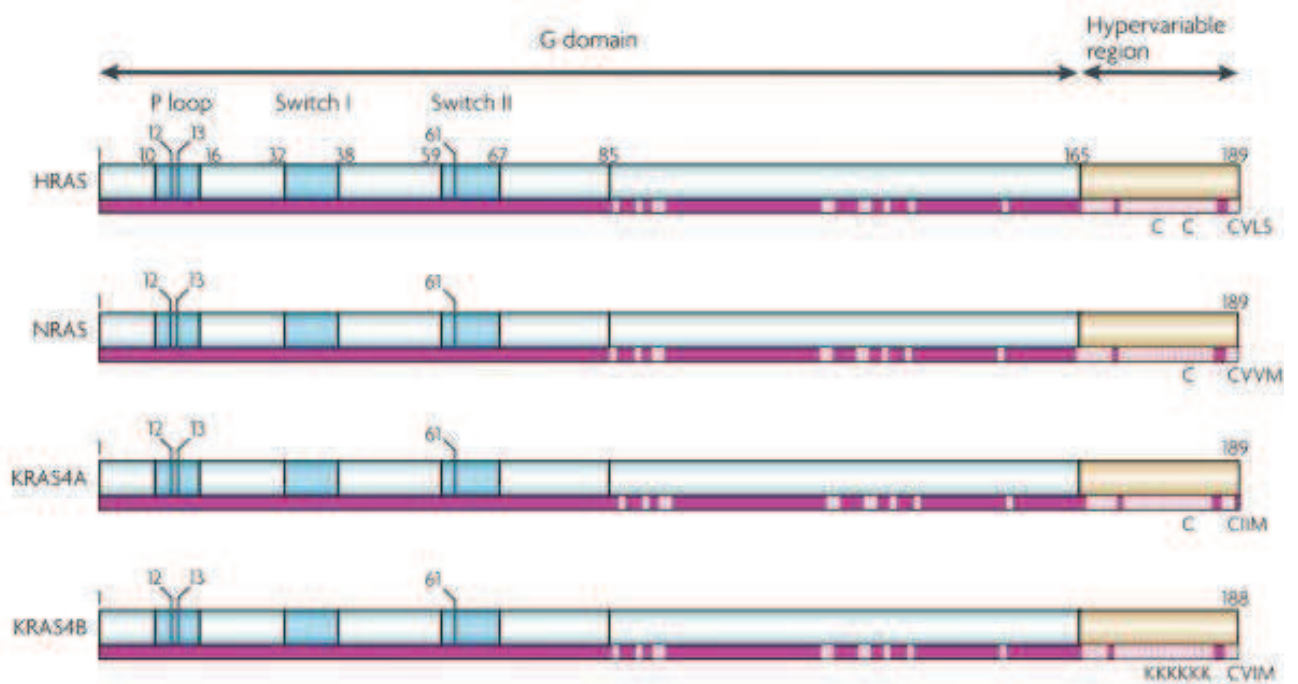 G domain
Hypervariable
region
P loop Switch I Switch II
12 13 61
1 10 16 32 38 59 67 85 165 189
HRAS
C C CVLS
12 13 61
1 189
NRAS
C CVVM
12 13 61
1 189
KRAS4A
C CIIM
12 13 61
1 188
KRAS4B
KKKKKK CVIM